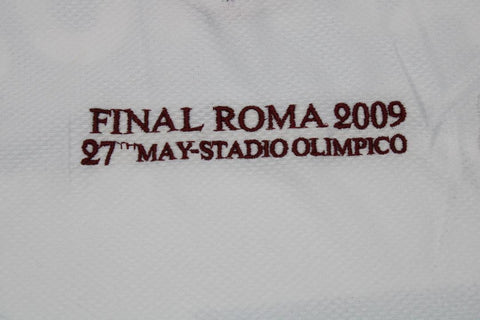 FINAL ROMA 2009
27TH MAY-STADIO OLIMPICO